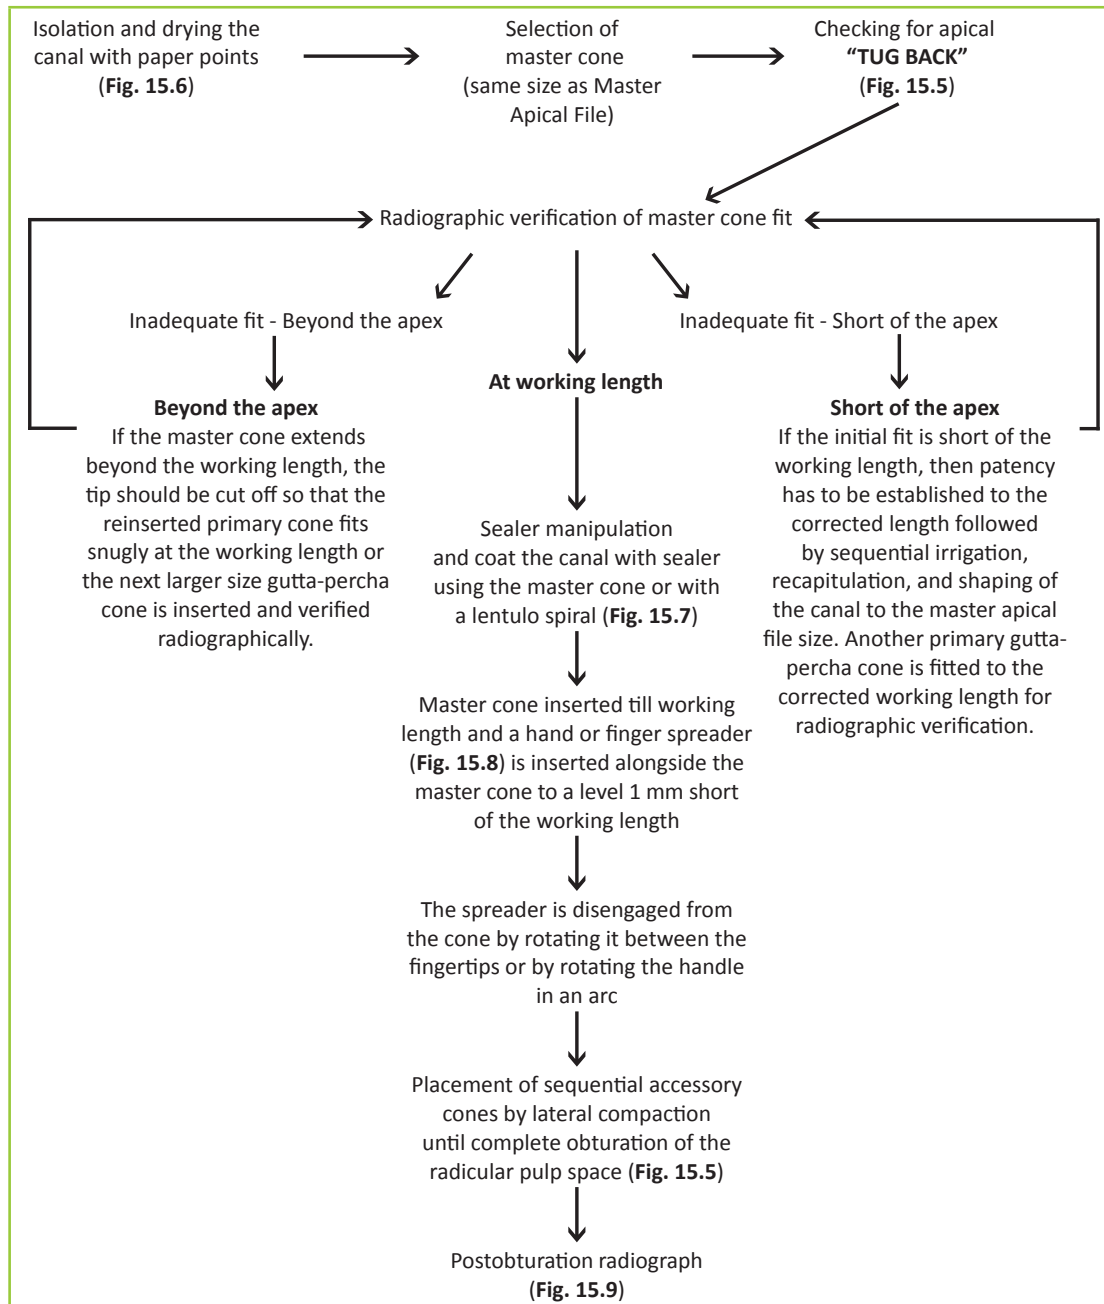 Isolation and drying the
canal with paper points
(Fig. 15.6)
Selection of
master cone
(same size as Master
Apical File)
Checking for apical
“TUG BACK”
(Fig. 15.5)
Radiographic verification of master cone fit
Inadequate fit - Beyond the apex
Inadequate fit - Short of the apex
Beyond the apex
If the master cone extends
beyond the working length, the
tip should be cut off so that the
reinserted primary cone fits
snugly at the working length or
the next larger size gutta-percha
cone is inserted and verified
radiographically.
At working length
Sealer manipulation
and coat the canal with sealer
using the master cone or with
a lentulo spiral (Fig. 15.7)
Master cone inserted till working
length and a hand or finger spreader
(Fig. 15.8) is inserted alongside the
master cone to a level 1 mm short
of the working length
The spreader is disengaged from
the cone by rotating it between the
fingertips or by rotating the handle
in an arc
Placement of sequential accessory
cones by lateral compaction
until complete obturation of the
radicular pulp space (Fig. 15.5)
Postobturation radiograph
(Fig. 15.9)
Short of the apex
If the initial fit is short of the
working length, then patency
has to be established to the
corrected length followed
by sequential irrigation,
recapitulation, and shaping of
the canal to the master apical
file size. Another primary gutta-
percha cone is fitted to the
corrected working length for
radiographic verification.